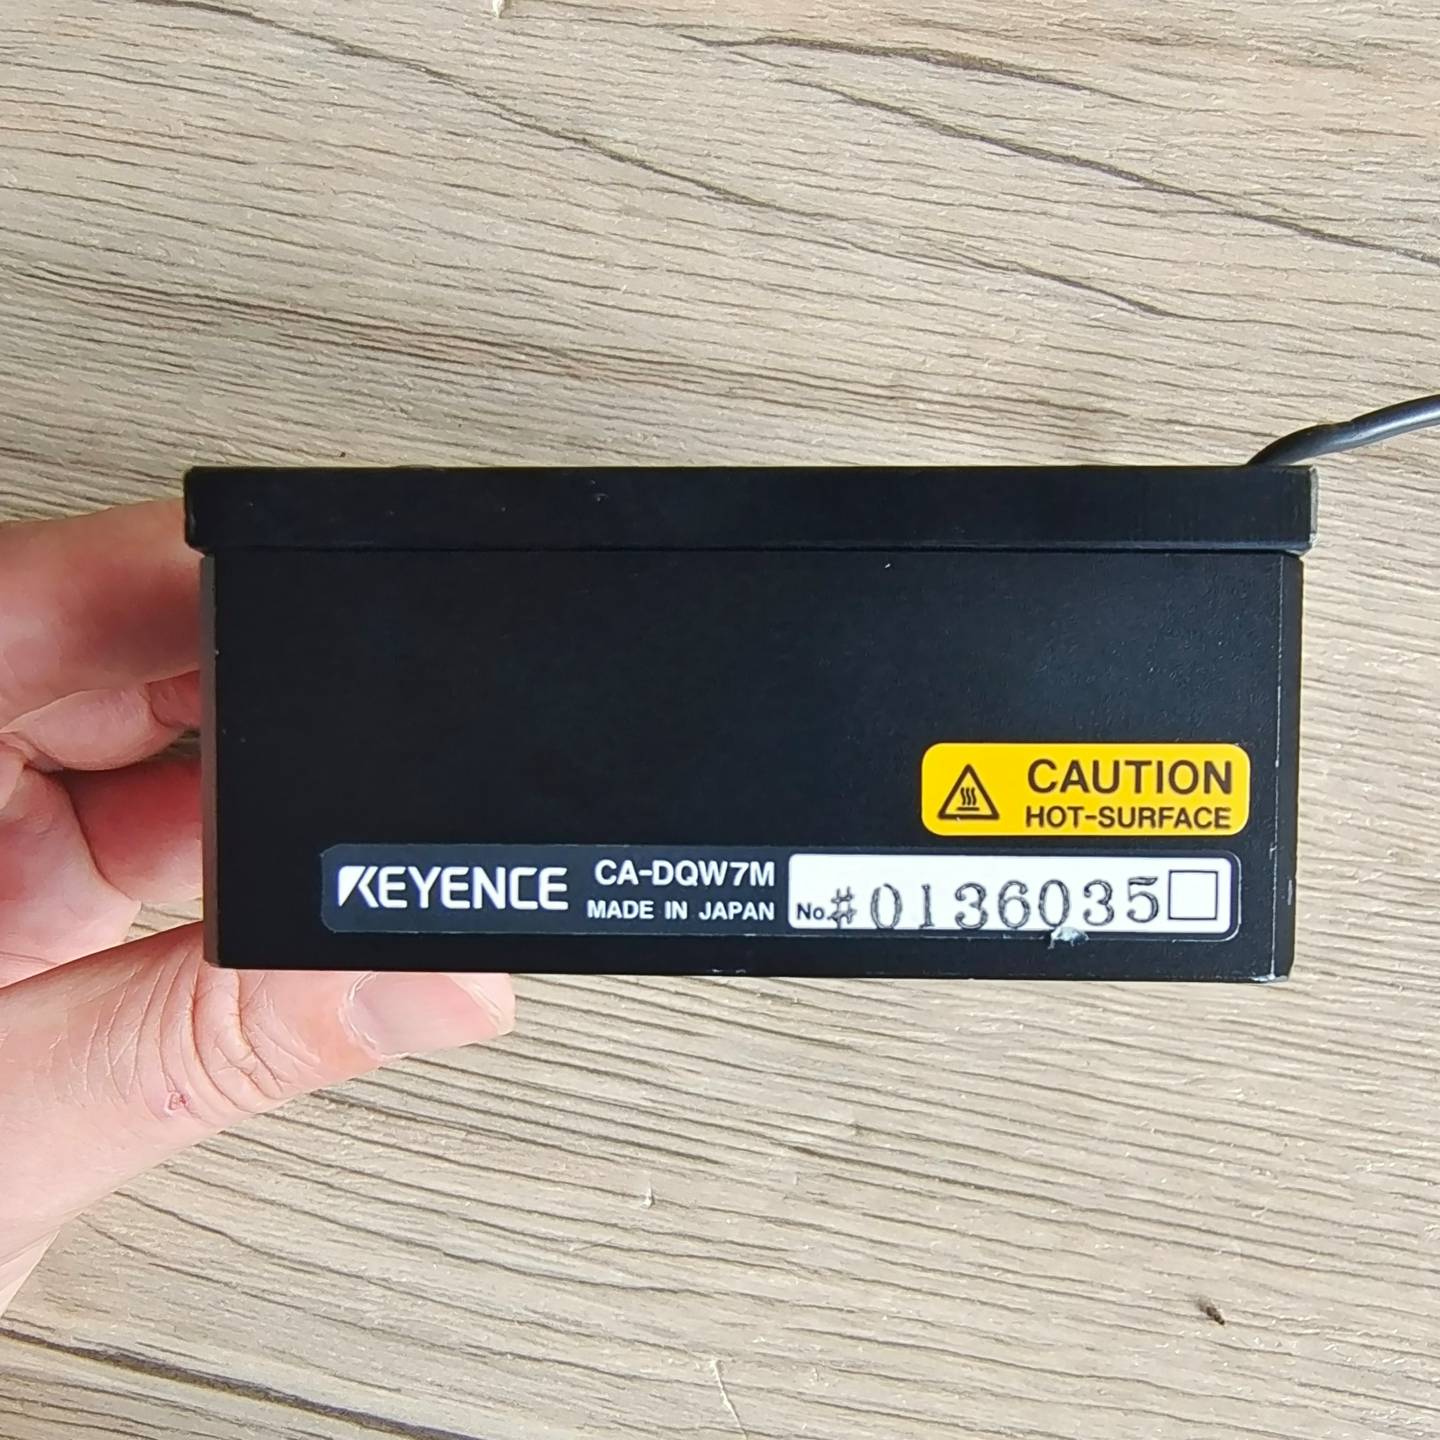 CAUTION
HOT-SURFACE
KEYENCE
CA-DQW7M
MADE IN JAPAN
No.#0136035□